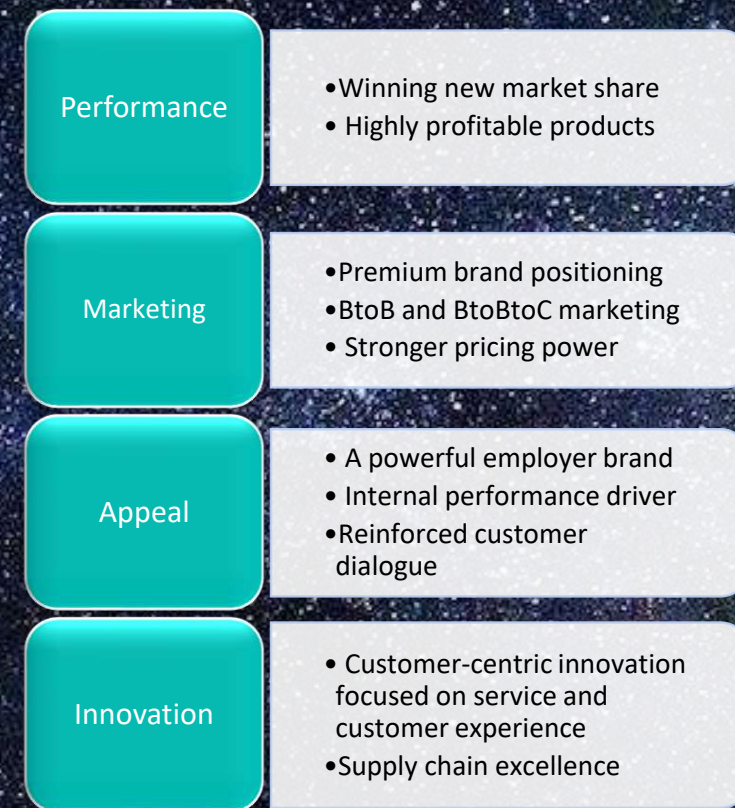 Performance
•Winning new market share
• Highly profitable products
Marketing
•Premium brand positioning
•BtoB and BtoBtoC marketing
• Stronger pricing power
Appeal
• A powerful employer brand
• Internal performance driver
•Reinforced customer
dialogue
Innovation
• Customer-centric innovation
focused on service and
customer experience
•Supply chain excellence